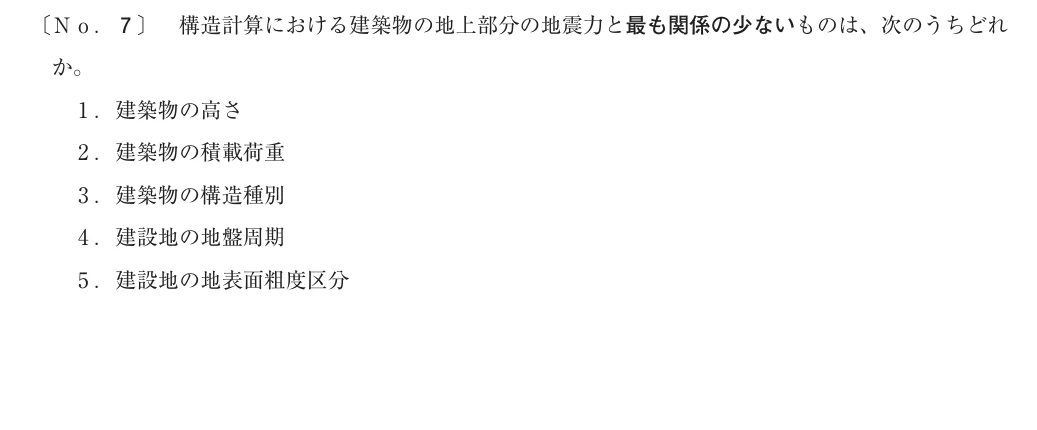 〔Ｎｏ．７〕　構造計算における建築物の地上部分の地震力と最も関係の少ないものは、次のうちどれ
か。
１．建築物の高さ
２．建築物の積載荷重
３．建築物の構造種別
４．建設地の地盤周期
５．建設地の地表面粗度区分